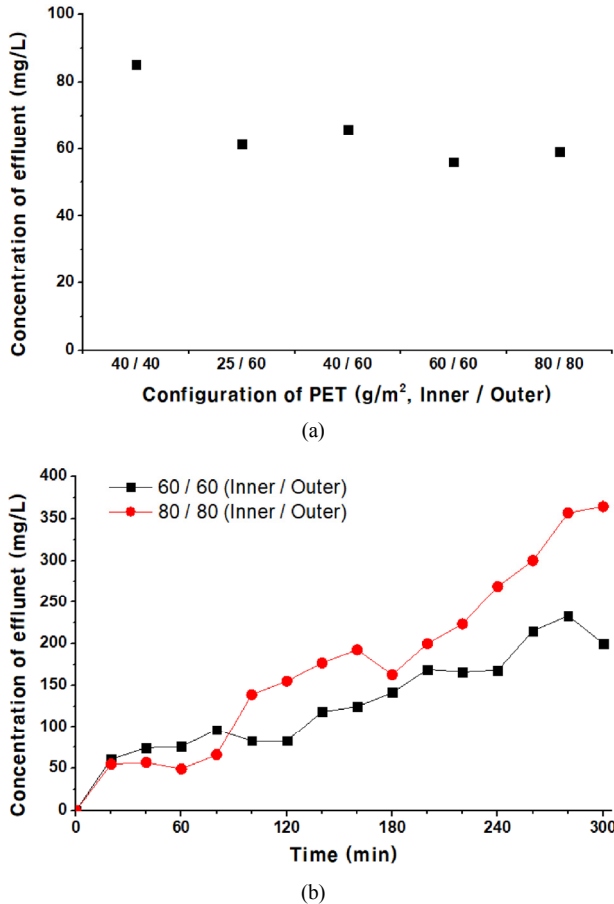 100
80
60
40
20
0
Concentration of effluent (mg/L)
40 / 40 25 / 60 40 / 60 60 / 60 80 / 80
Configuration of PET (g/m², Inner / Outer)
(a)
400
350
300
250
200
150
100
50
0
Concentration of efflunet (mg/L)
60 / 60 (Inner / Outer)
80 / 80 (Inner / Outer)
0 60 120 180 240 300
Time (min)
(b)